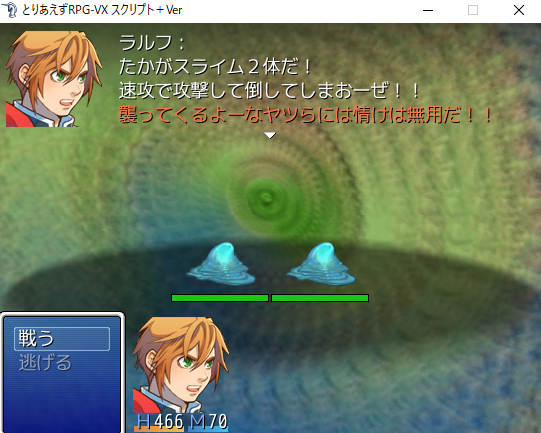 とりあえずRPG-VX スクリプト＋Ver
ラルフ：
たかがスライム２体だ！
速攻で攻撃して倒してしまおーぜ！！
襲ってくるよーなヤツらには情けは無用だ！！
戦う
逃げる
H466 M70